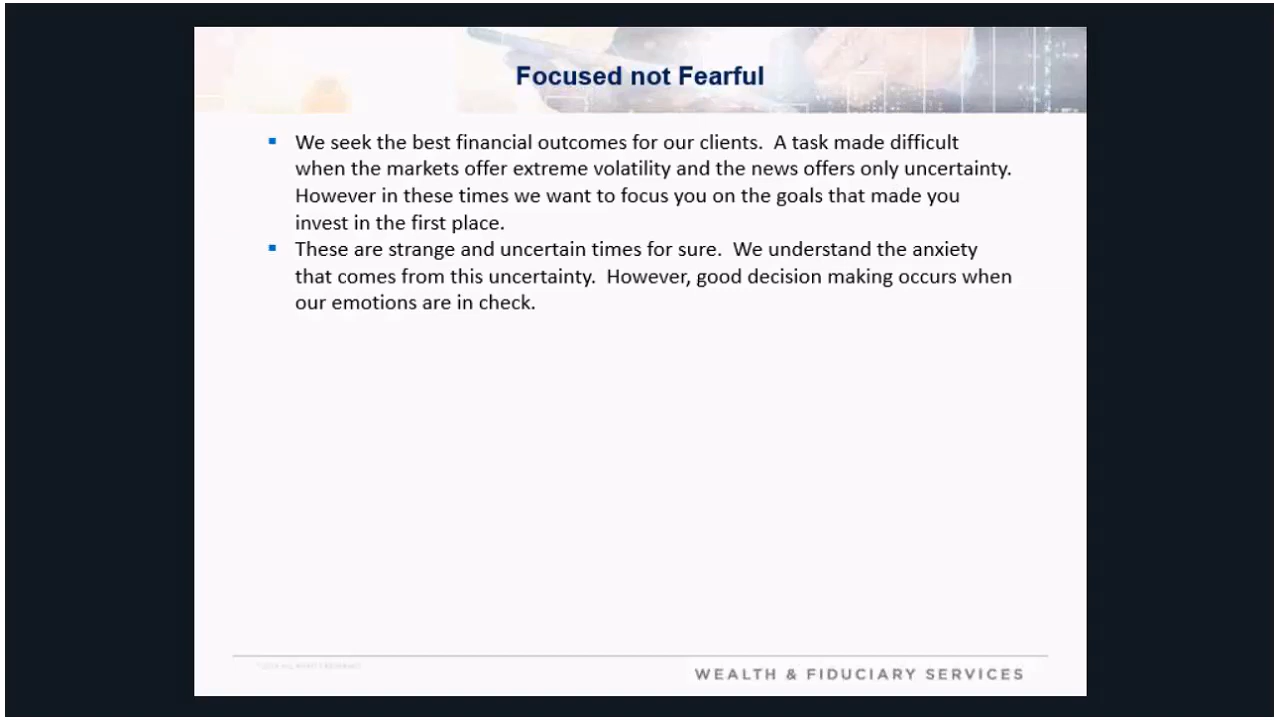 Focused not Fearful
▪ We seek the best financial outcomes for our clients.  A task made difficult
when the markets offer extreme volatility and the news offers only uncertainty.
However in these times we want to focus you on the goals that made you
invest in the first place.
▪ These are strange and uncertain times for sure.  We understand the anxiety
that comes from this uncertainty.  However, good decision making occurs when
our emotions are in check.
ALL RIGHTS RESERVED
WEALTH & FIDUCIARY SERVICES